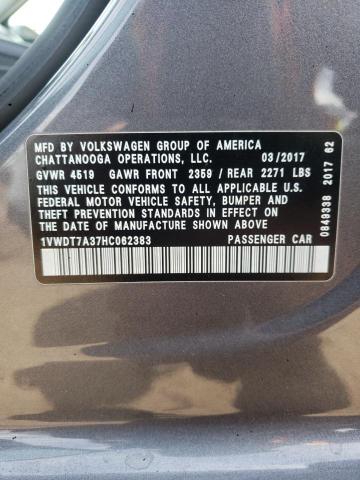 MFD BY VOLKSWAGEN GROUP OF AMERICA
CHATTANOOGA OPERATIONS, LLC. 03/2017
GVWR 4519 GAWR FRONT 2359 / REAR 2271 LBS
THIS VEHICLE CONFORMS TO ALL APPLICABLE U.S.
FEDERAL MOTOR VEHICLE SAFETY, BUMPER, AND
THEFT PREVENTION STANDARDS IN EFFECT ON THE
DATE OF MANUFACTURE SHOWN ABOVE.
1VWDT7A37HC062383 PASSENGER CAR
0849338 2017 62